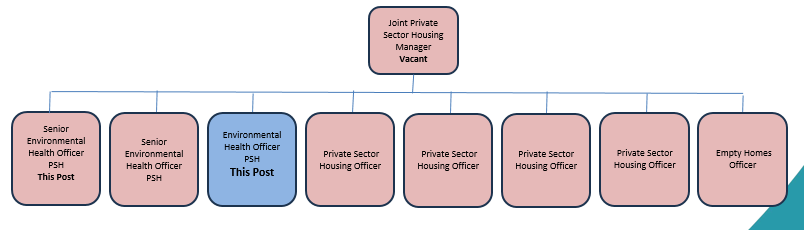 Joint Private
Sector Housing
Manager
Vacant
Senior
Environmental
Health Officer
PSH
This Post
Senior
Environmental
Health Officer
PSH
Environmental
Health Officer
PSH
This Post
Private Sector
Housing Officer
Private Sector
Housing Officer
Private Sector
Housing Officer
Private Sector
Housing Officer
Empty Homes
Officer